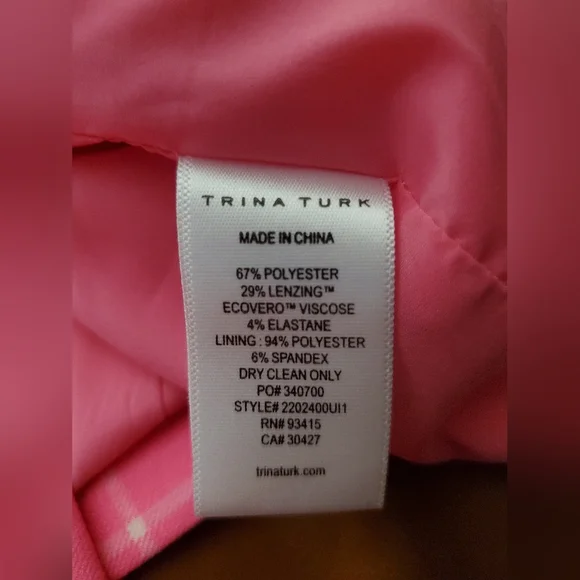 TRINA TURK
MADE IN CHINA
67% POLYESTER
29% LENZING™
ECOVERO™ VISCOSE
4% ELASTANE
LINING : 94% POLYESTER
6% SPANDEX
DRY CLEAN ONLY
PO# 340700
STYLE# 2202400UI1
RN# 93415
CA# 30427
trinaturk.com